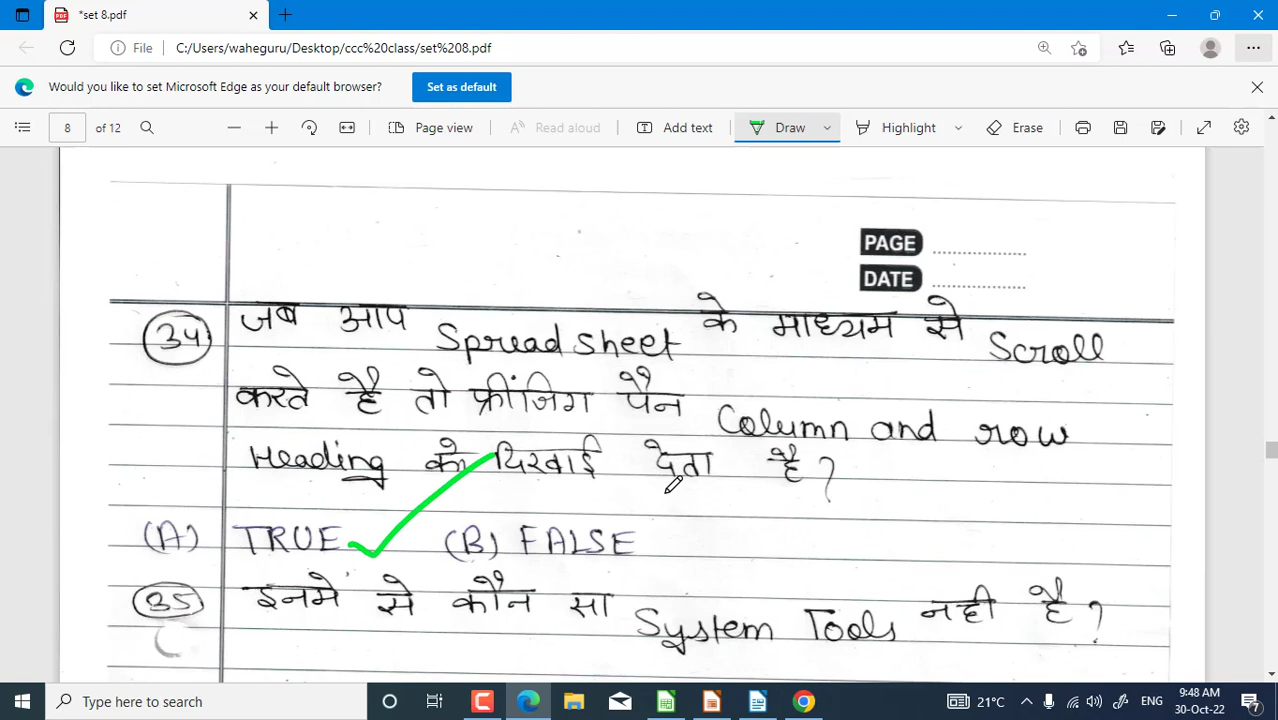 *set 8.pdf
File C:/Users/waheguru/Desktop/ccc%20class/set%208.pdf
Would you like to set Microsoft Edge as your default browser? Set as default
8 of 12 Page view Read aloud Add text Draw Highlight Erase
PAGE
DATE
34 जब आप Spreadsheet के माध्यम से Scroll
करते है तो फ्रींजिग पैन Column and row
Heading को दिखाई देता है?
(A) TRUE (B) FALSE
35 इनमे से कौन सा System Tools नही है?
Type here to search
21°C ENG 9:48 AM
30-Oct-22
7